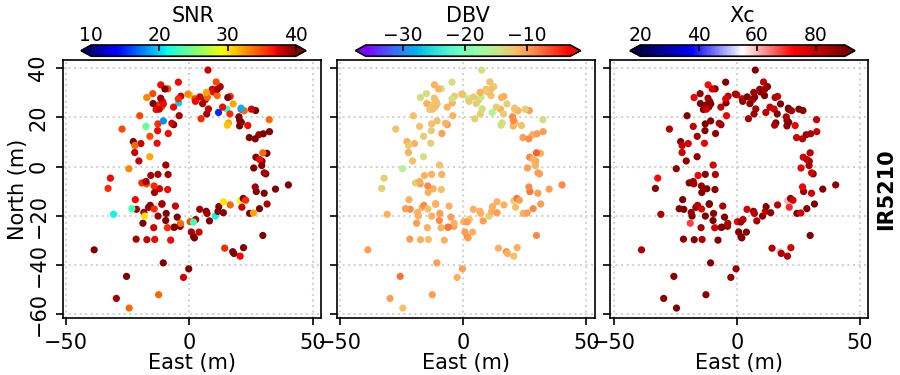 SNR DBV Xc
10 20 30 40 −30 −20 −10 20 40 60 80
40
20
0
−20
−40
−60
North (m)
IR5210
−50 0 50 −50 0 50 −50 0 50
East (m) East (m) East (m)